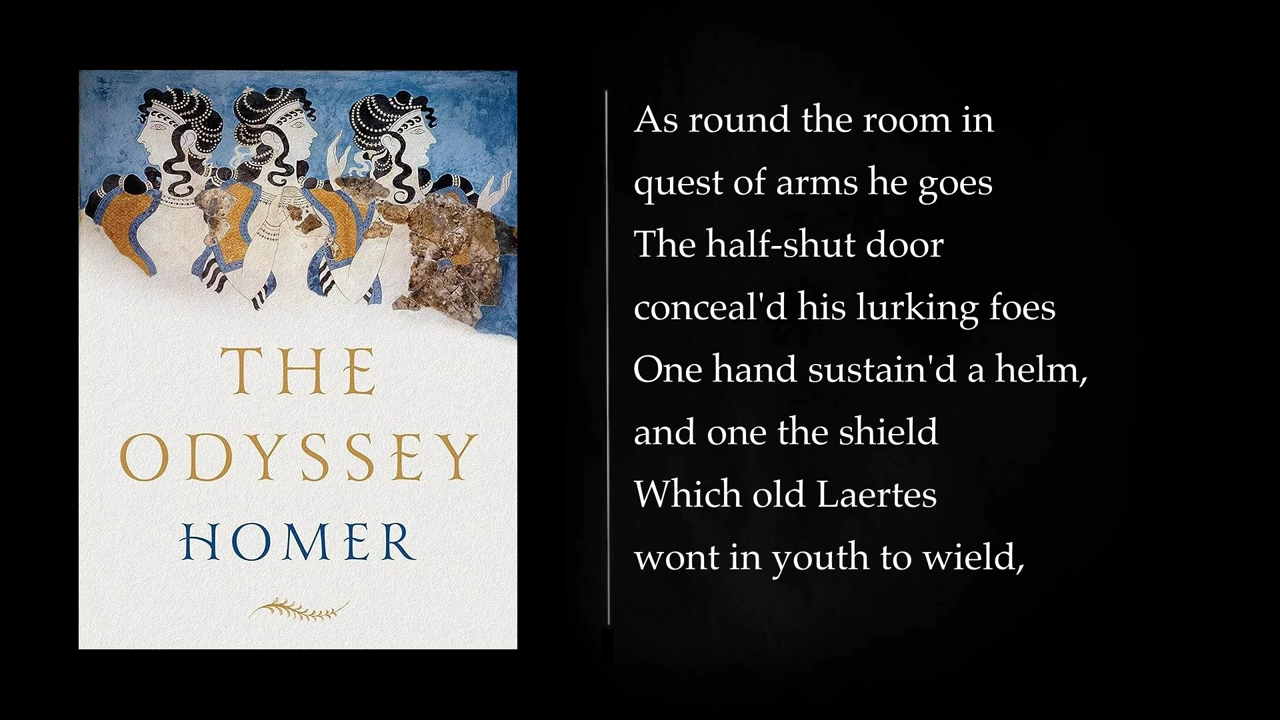 THE
ODYSSEY
HOMER
As round the room in
quest of arms he goes
The half-shut door
conceal'd his lurking foes
One hand sustain'd a helm,
and one the shield
Which old Laertes
wont in youth to wield,